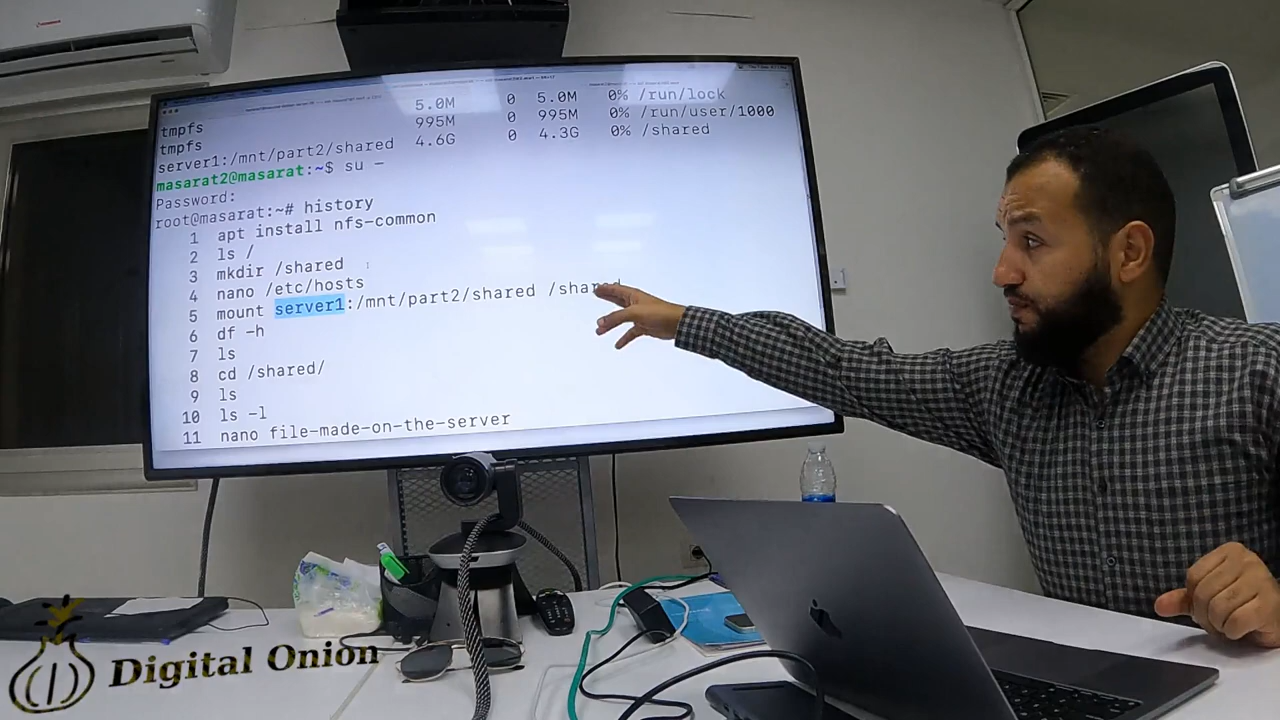 tmpfs 5.0M 0 5.0M 0% /run/lock
tmpfs 995M 0 995M 0% /run/user/1000
server1:/mnt/part2/shared 4.6G 0 4.3G 0% /shared
masarat2@masarat:~$ su -
Password:
root@masarat:~# history
1 apt install nfs-common
2 ls /
3 mkdir /shared
4 nano /etc/hosts
5 mount server1:/mnt/part2/shared /shared
6 df -h
7 ls
8 cd /shared/
9 ls
10 ls -l
11 nano file-made-on-the-server
Digital Onion